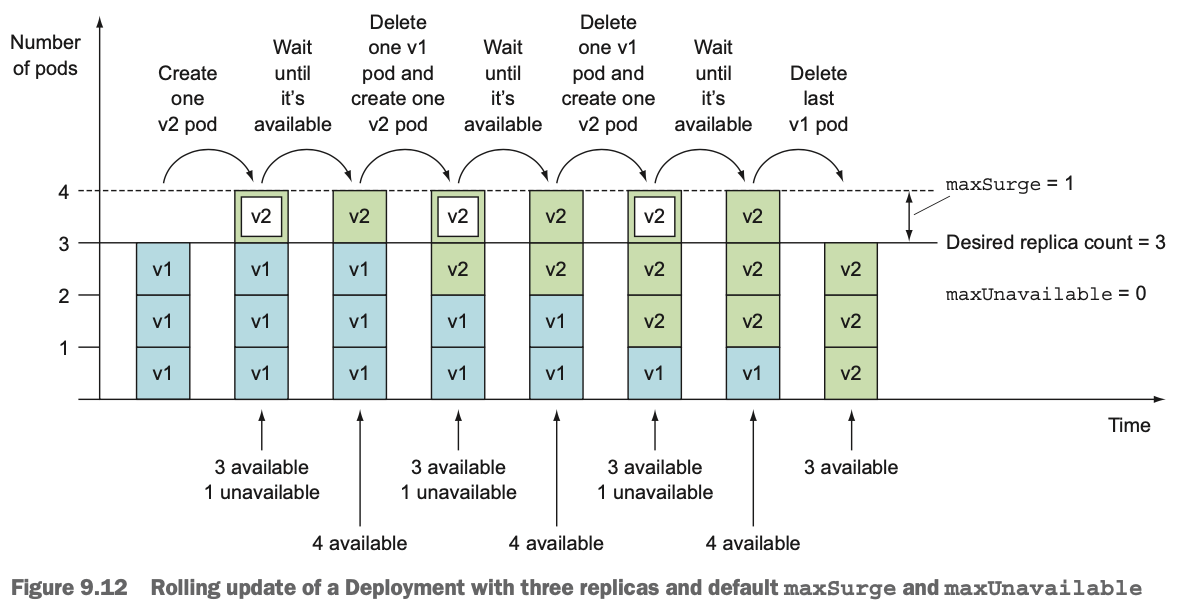 Number
of pods
Create
one
v2 pod
Wait
until
it's
available
Delete
one v1
pod and
create one
v2 pod
Wait
until
it's
available
Delete
one v1
pod and
create one
v2 pod
Wait
until
it's
available
Delete
last
v1 pod
4
3
2
1
v1
v1
v1
v2
v1
v1
v1
v2
v1
v1
v1
v2
v2
v1
v1
v2
v2
v1
v1
v2
v2
v2
v1
v2
v2
v2
v1
v2
v2
v2
maxSurge = 1
Desired replica count = 3
maxUnavailable = 0
Time
3 available
1 unavailable
4 available
3 available
1 unavailable
4 available
3 available
1 unavailable
4 available
3 available
Figure 9.12 Rolling update of a Deployment with three replicas and default maxSurge and maxUnavailable